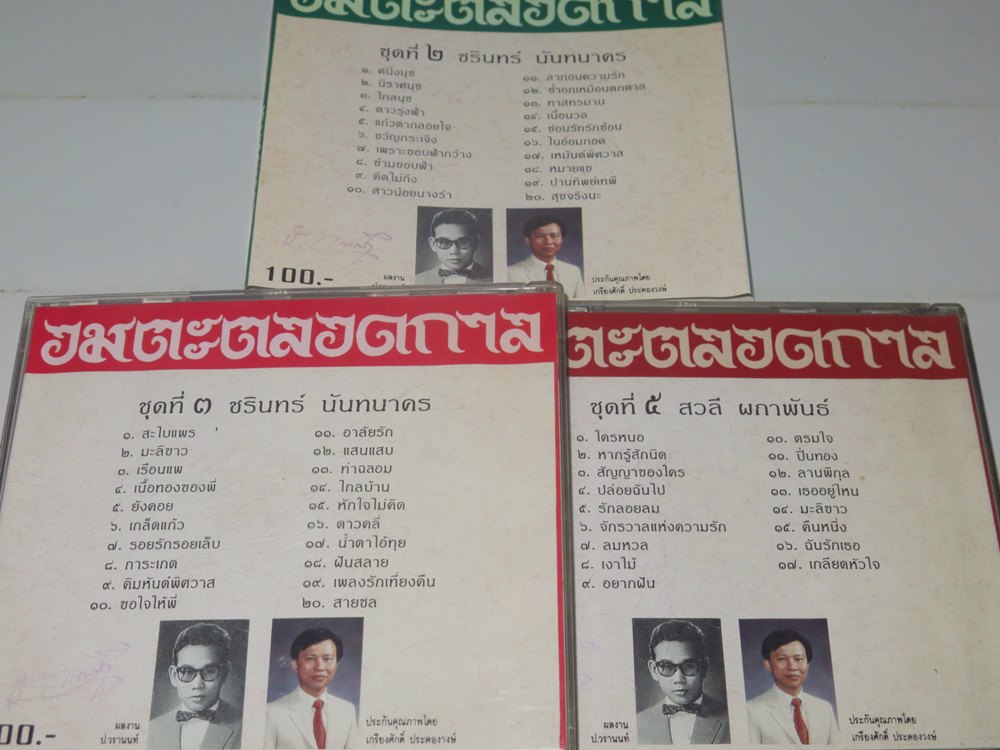 อมตะตลอดกาล
ชุดที่ ๒ ชรินทร์ นันทนาคร
๑. คนึงนุช
๒. นิราศนุช
๓. ไกลนุช
๔. ดาวรุ่งฟ้า
๕. แก้วตากลอยใจ
๖. ขวัญกระเจิง
๗. เพราะขอบฟ้ากว้าง
๘. ข้ามขอบฟ้า
๙. คิดไม่ถึง
๑๐. สาวน้อยนางรำ
๑๑. ลาก่อนความรัก
๑๒. ช้ำอกเหมือนตกตาล
๑๓. ทาสทรมาน
๑๔. เนื้อนวล
๑๕. ซ่อนรักรักซ้อน
๑๖. ในอ้อมกอด
๑๗. เหมันต์พิศวาส
๑๘. หมายแข
๑๙. ปานทิพย์เทพี
๒๐. สุขจริงนะ
100.-
ผลงาน
ประกันคุณภาพโดย
เกรียงศักดิ์ ประคองวงษ์
อมตะตลอดกาล
ชุดที่ ๓ ชรินทร์ นันทนาคร
๑. สะไบแพร
๒. มะลิขาว
๓. เรือนแพ
๔. เนื้อทองของพี่
๕. ยังคอย
๖. เกล็ดแก้ว
๗. รอยรักรอยเล็บ
๘. การะเกด
๙. คิมหันต์พิศวาส
๑๐. ขอใจให้พี่
๑๑. อาลัยรัก
๑๒. แสนแสบ
๑๓. ท่าฉลอม
๑๔. ไกลบ้าน
๑๕. หักใจไม่คิด
๑๖. ดาวคลี่
๑๗. น้ำตาไอ้ทุย
๑๘. ฝันสลาย
๑๙. เพลงรักเที่ยงคืน
๒๐. สายชล
00.-
ผลงาน
ป.วรานนท์
ประกันคุณภาพโดย
เกรียงศักดิ์ ประคองวงษ์
ตะตลอดกาล
ชุดที่ ๕ สวลี ผกาพันธ์
๑. ใครหนอ
๒. หากรู้สักนิด
๓. สัญญาของใคร
๔. ปล่อยฉันไป
๕. รักลอยลม
๖. จักรวาลแห่งความรัก
๗. ลมหวล
๘. เงาไม้
๙. อยากฝัน
๑๐. ตรมใจ
๑๑. ปิ่นทอง
๑๒. ลานพิกุล
๑๓. เธออยู่ไหน
๑๔. มะลิขาว
๑๕. คืนหนึ่ง
๑๖. ฉันรักเธอ
๑๗. เกลียดหัวใจ
ผลงาน
ป.วรานนท์
ประกันคุณภาพโดย
เกรียงศักดิ์ ประคองวงษ์